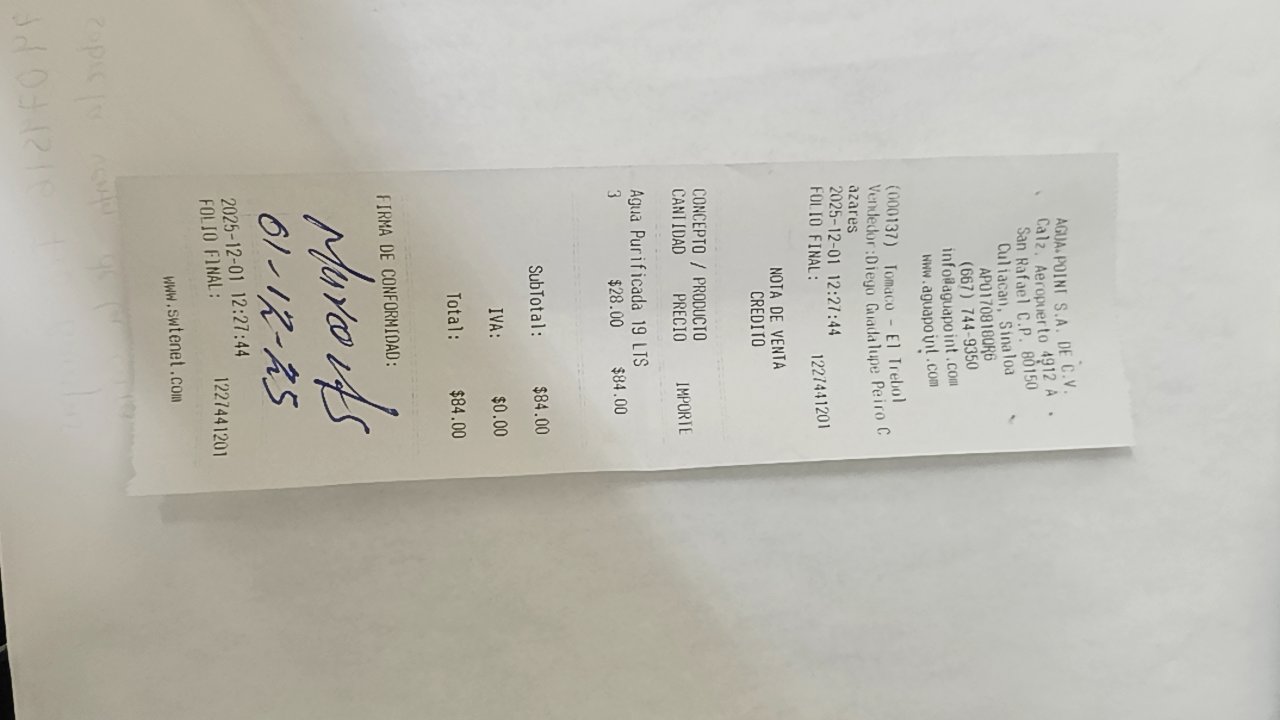 AGUA POINT S.A. DE C.V.
Calz. Aeropuerto 4912 A
San Rafael C.P. 80150
Culiacan, Sinaloa
APO170818QK6
(667) 744-9350
info@aguapoint.com
www.aguapoint.com
(000137) Tomaco - El Trebol
Vendedor:Diego Guadalupe Peiro C
azares
2025-12-01 12:27:44
FOLIO FINAL: 1227441201
NOTA DE VENTA
CREDITO
CONCEPTO / PRODUCTO
CANIDAD PRECIO IMPORTE
Agua Purificada 19 LTS
3 $28.00 $84.00
SubTotal: $84.00
IVA: $0.00
Total: $84.00
FIRMA DE CONFORMIDAD:
01-12-25
2025-12-01 12:27:44
FOLIO FINAL: 1227441201
www.swtenet.com